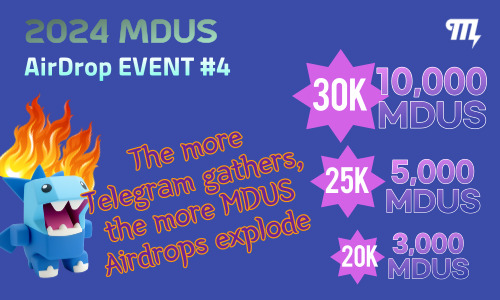 2024 MDUS
AirDrop EVENT #4
The more
Telegram gathers,
the more MDUS
Airdrops explode
30K 10,000
MDUS
25K 5,000
MDUS
20K 3,000
MDUS